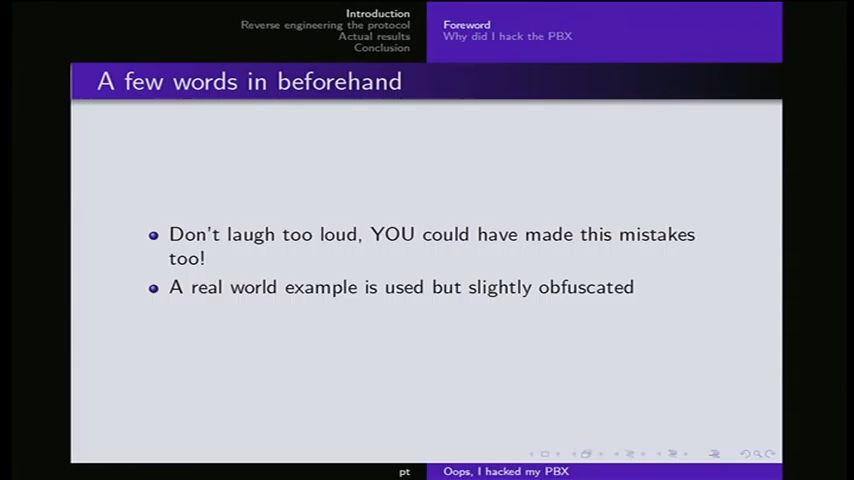 Introduction
Reverse engineering the protocol
Actual results
Conclusion
Foreword
Why did I hack the PBX
A few words in beforehand
Don't laugh too loud, YOU could have made this mistakes
too!
A real world example is used but slightly obfuscated
pt
Oops, I hacked my PBX